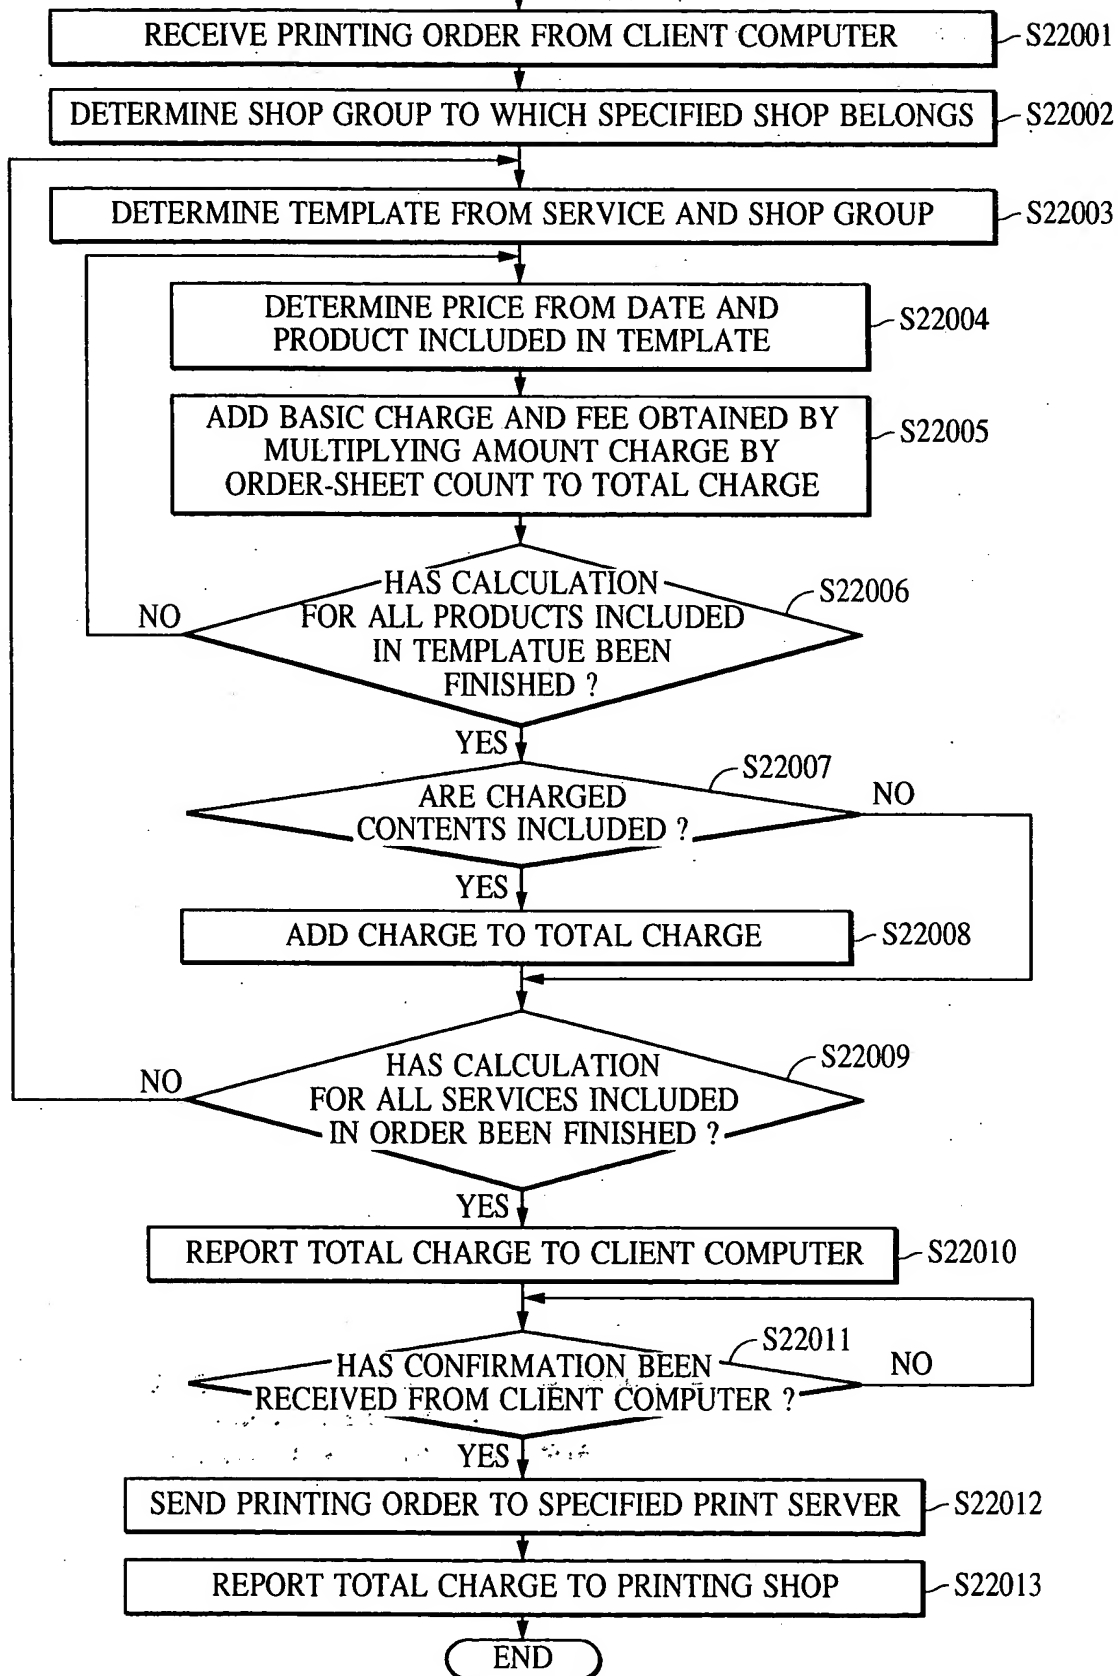 RECEIVE PRINTING ORDER FROM CLIENT COMPUTER S22001
DETERMINE SHOP GROUP TO WHICH SPECIFIED SHOP BELONGS S22002
DETERMINE TEMPLATE FROM SERVICE AND SHOP GROUP S22003
DETERMINE PRICE FROM DATE AND
PRODUCT INCLUDED IN TEMPLATE
S22004
ADD BASIC CHARGE AND FEE OBTAINED BY
MULTIPLYING AMOUNT CHARGE BY
ORDER-SHEET COUNT TO TOTAL CHARGE
S22005
HAS CALCULATION
FOR ALL PRODUCTS INCLUDED
IN TEMPLATUE BEEN
FINISHED ?
S22006
NO
YES
S22007
ARE CHARGED
CONTENTS INCLUDED ?
NO
YES
ADD CHARGE TO TOTAL CHARGE S22008
HAS CALCULATION
FOR ALL SERVICES INCLUDED
IN ORDER BEEN FINISHED ?
S22009
NO
YES
REPORT TOTAL CHARGE TO CLIENT COMPUTER S22010
S22011
HAS CONFIRMATION BEEN
RECEIVED FROM CLIENT COMPUTER ?
NO
YES
SEND PRINTING ORDER TO SPECIFIED PRINT SERVER S22012
REPORT TOTAL CHARGE TO PRINTING SHOP S22013
END